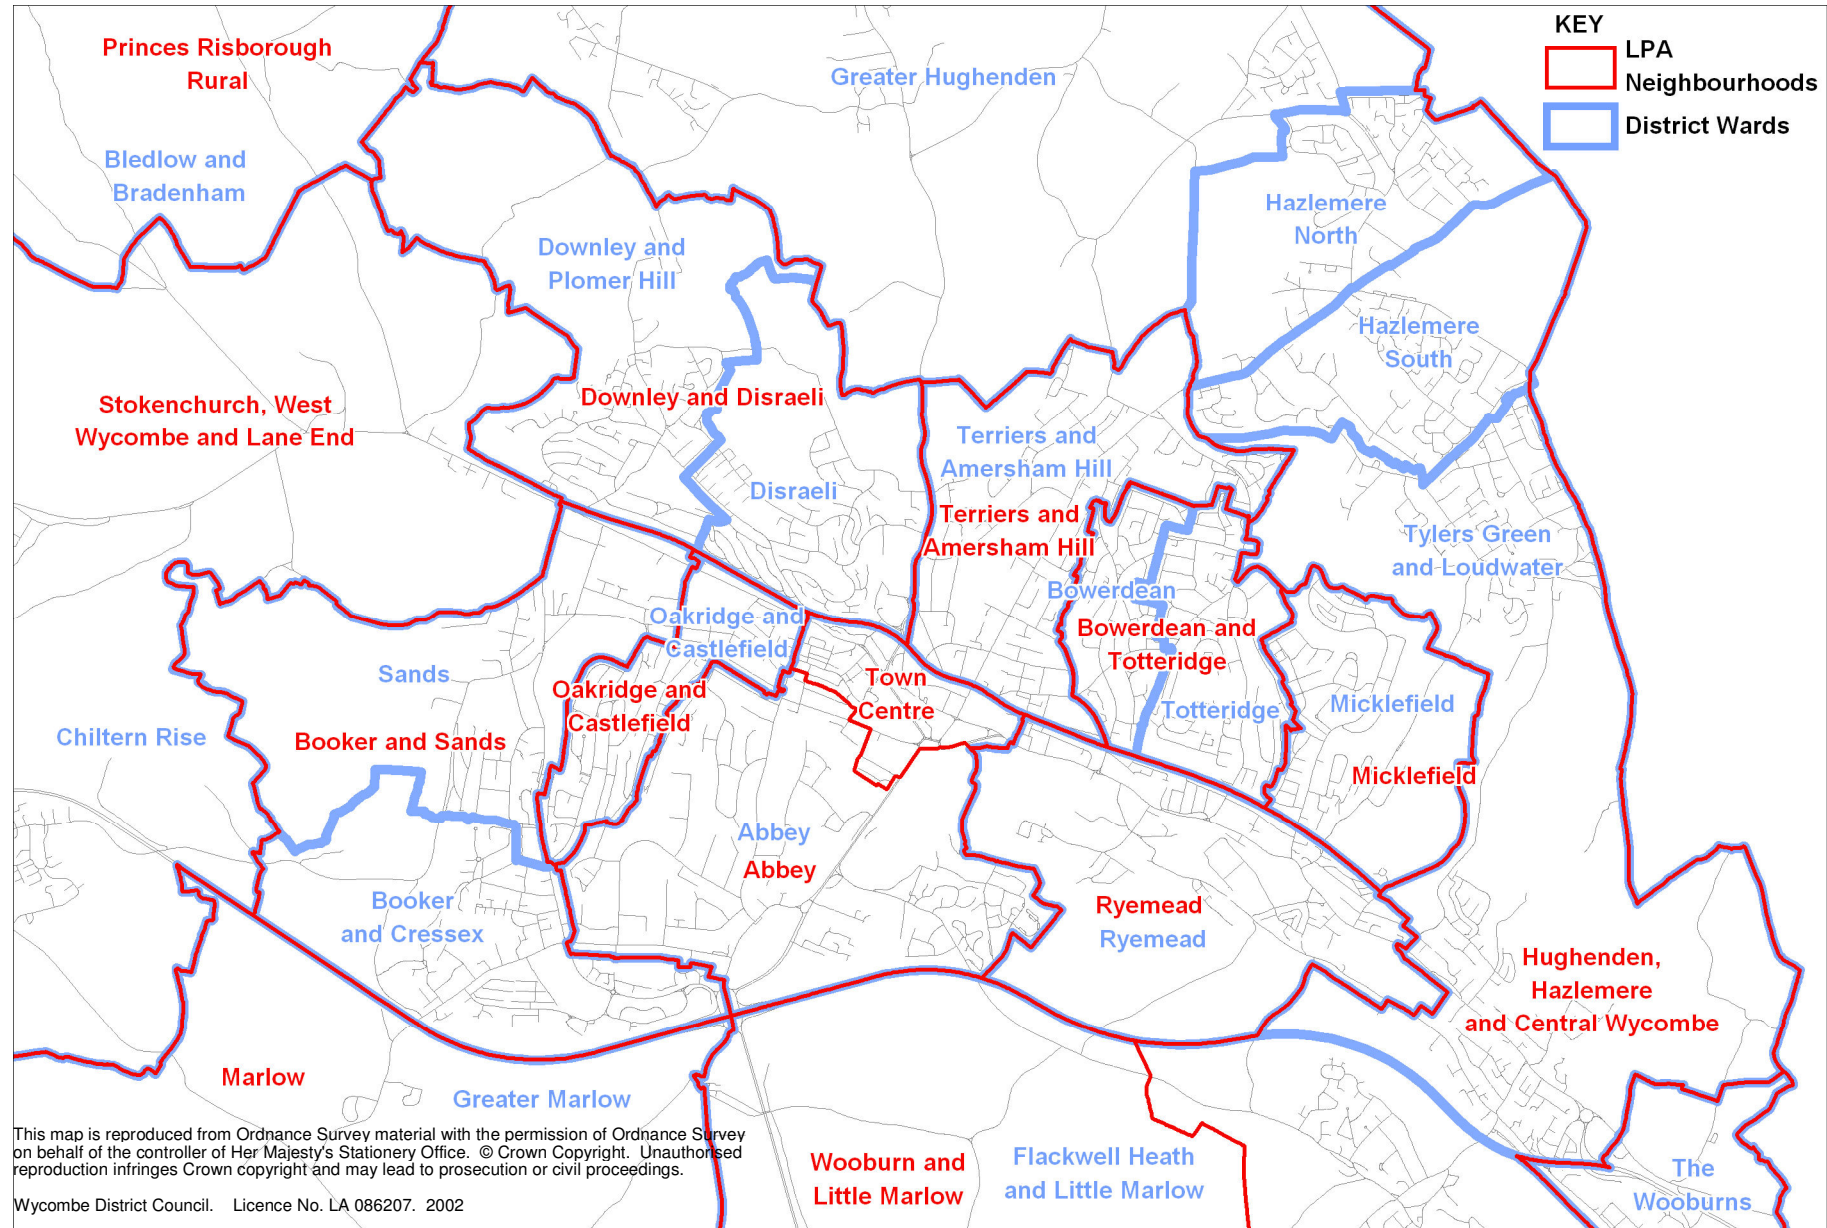 KEY
LPA
Neighbourhoods
District Wards
Princes Risborough
Rural
Greater Hughenden
Bledlow and
Bradenham
Hazlemere
North
Downley and
Plomer Hill
Hazlemere
South
Stokenchurch, West
Wycombe and Lane End
Downley and Disraeli
Terriers and
Amersham Hill
Disraeli
Terriers and
Amersham Hill
Tylers Green
and Loudwater
Bowerdean
Oakridge and
Castlefield
Bowerdean and
Totteridge
Sands
Oakridge and
Castlefield
Town
Centre
Totteridge
Micklefield
Chiltern Rise
Booker and Sands
Micklefield
Abbey
Abbey
Booker
and Cressex
Ryemead
Ryemead
Hughenden,
Hazlemere
and Central Wycombe
Marlow
Greater Marlow
This map is reproduced from Ordnance Survey material with the permission of Ordnance Survey
on behalf of the controller of Her Majesty's Stationery Office. © Crown Copyright. Unauthorised
reproduction infringes Crown copyright and may lead to prosecution or civil proceedings.
Wycombe District Council. Licence No. LA 086207. 2002
Wooburn and
Little Marlow
Flackwell Heath
and Little Marlow
The
Wooburns